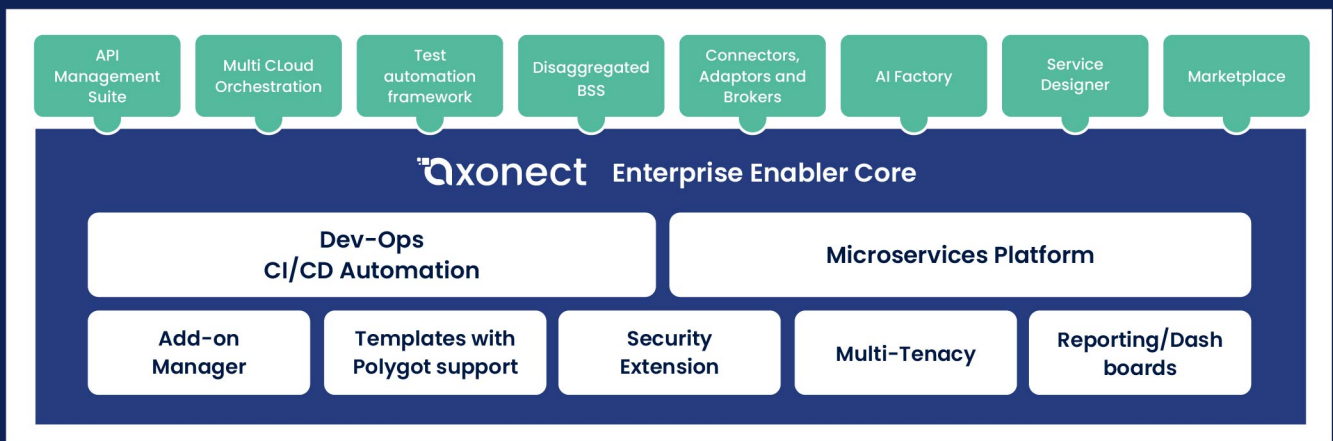 API
Management
Suite
Multi CLoud
Orchestration
Test
automation
framework
Disaggregated
BSS
Connectors,
Adaptors and
Brokers
AI Factory
Service
Designer
Marketplace
axonect Enterprise Enabler Core
Dev-Ops
CI/CD Automation
Microservices Platform
Add-on
Manager
Templates with
Polygot support
Security
Extension
Multi-Tenacy
Reporting/Dash
boards